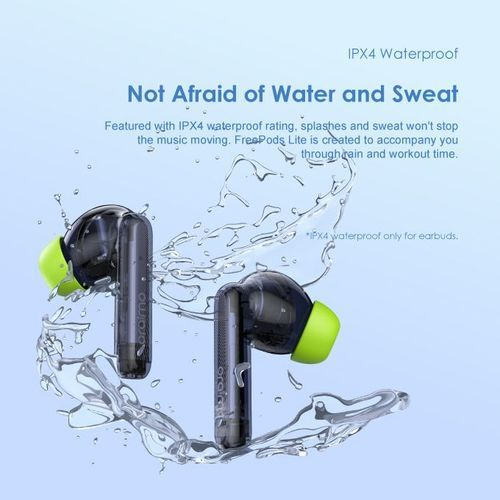 IPX4 Waterproof
Not Afraid of Water and Sweat
Featured with IPX4 waterproof rating, splashes and sweat won't stop
the music moving. FreePods Lite is created to accompany you
through rain and workout time.
*IPX4 waterproof only for earbuds.
oraimo
oraimo